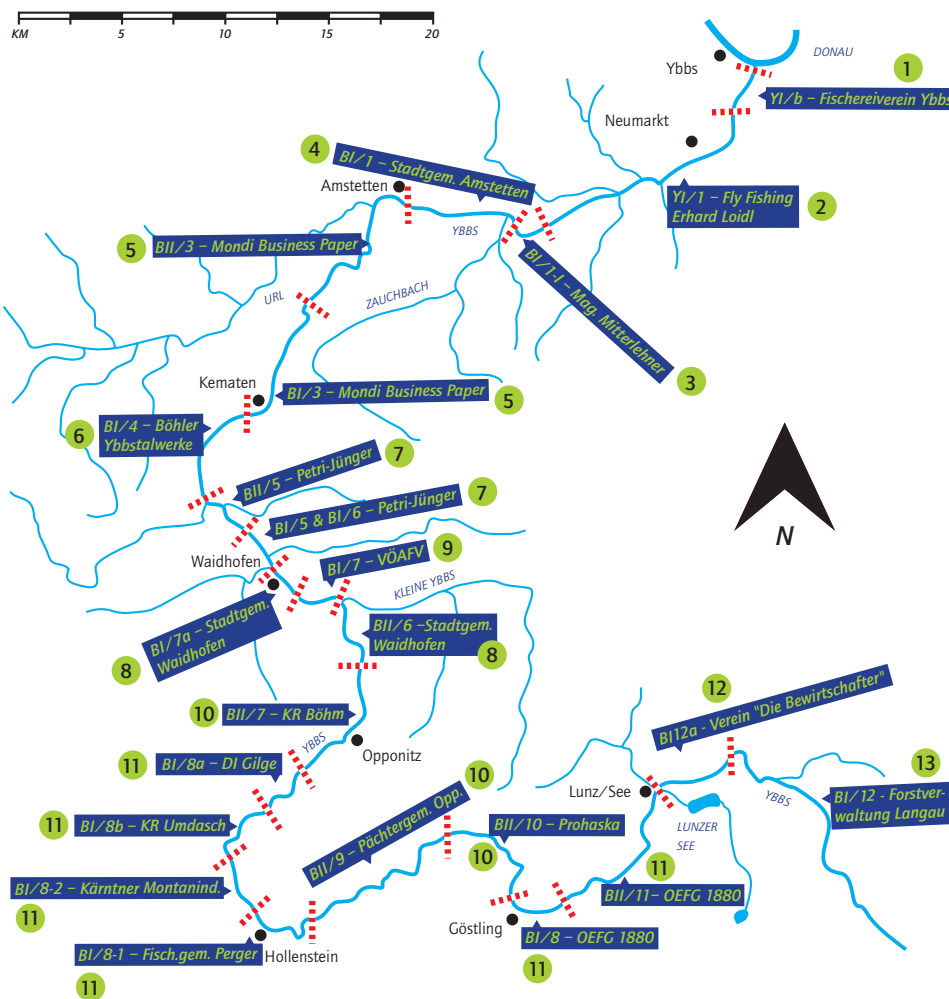 KM 5 10 15 20
DONAU
Ybbs
1
YI/b – Fischereiverein Ybbs
Neumarkt
4
BI/1 – Stadtgem. Amstetten
Amstetten
YI/1 – Fly Fishing
Erhard Loidl
2
YBBS
5
BII/3 – Mondi Business Paper
BI/1-I – Mag. Mitterlehner
3
URL
ZAUCHBACH
Kematen
BI/3 – Mondi Business Paper
5
6
BI/4 – Böhler
Ybbstalwerke
BII/5 – Petri-Jünger
7
BI/5 & BI/6 – Petri-Jünger
7
N
Waidhofen
BI/7 – VÖAFV
9
KLEINE YBBS
BI/7a – Stadtgem.
Waidhofen
8
BII/6 –Stadtgem.
Waidhofen
8
10
BII/7 – KR Böhm
Opponitz
YBBS
11
BI/8a – DI Gilge
12
BI12a - Verein "Die Bewirtschafter"
13
BI/12 - Forstver-
waltung Langau
YBBS
Lunz/See
LUNZER
SEE
11
BI/8b – KR Umdasch
10
BII/9 – Pächtergem. Opp.
BII/10 – Prohaska
10
11
BII/11– OEFG 1880
BI/8-2 – Kärntner Montanind.
11
Göstling
BI/8 – OEFG 1880
11
BI/8-1 – Fisch.gem. Perger
11
Hollenstein